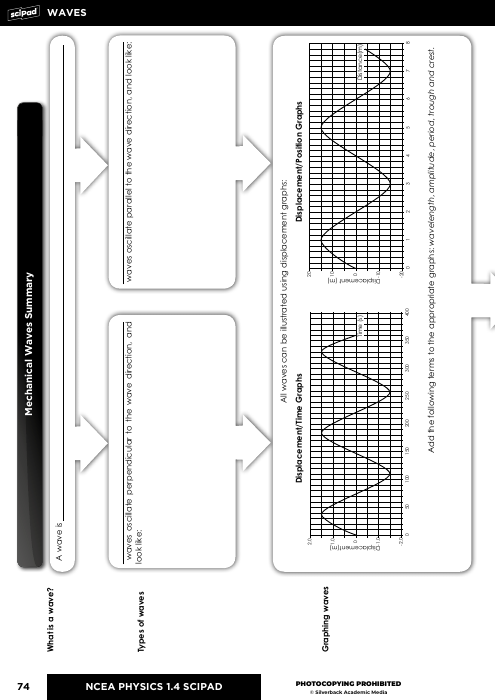 scipad WAVES
Mechanical Waves Summary
What is a wave?
A wave is
Types of waves
waves oscillate perpendicular to the wave direction, and
look like:
waves oscillate parallel to the wave direction, and look like:
Graphing waves
All waves can be illustrated using displacement graphs:
Displacement/Time Graphs
Displacement [m]
0 50 100 150 200 250 300 350 400
Displacement/Position Graphs
Displacement [m]
Distance [m]
0 1 2 3 4 5 6 7 8
Add the following terms to the appropriate graphs: wavelength, amplitude, period, trough and crest.
74
NCEA PHYSICS 1.4 SCIPAD
PHOTOCOPYING PROHIBITED
© Silverback Academic Media